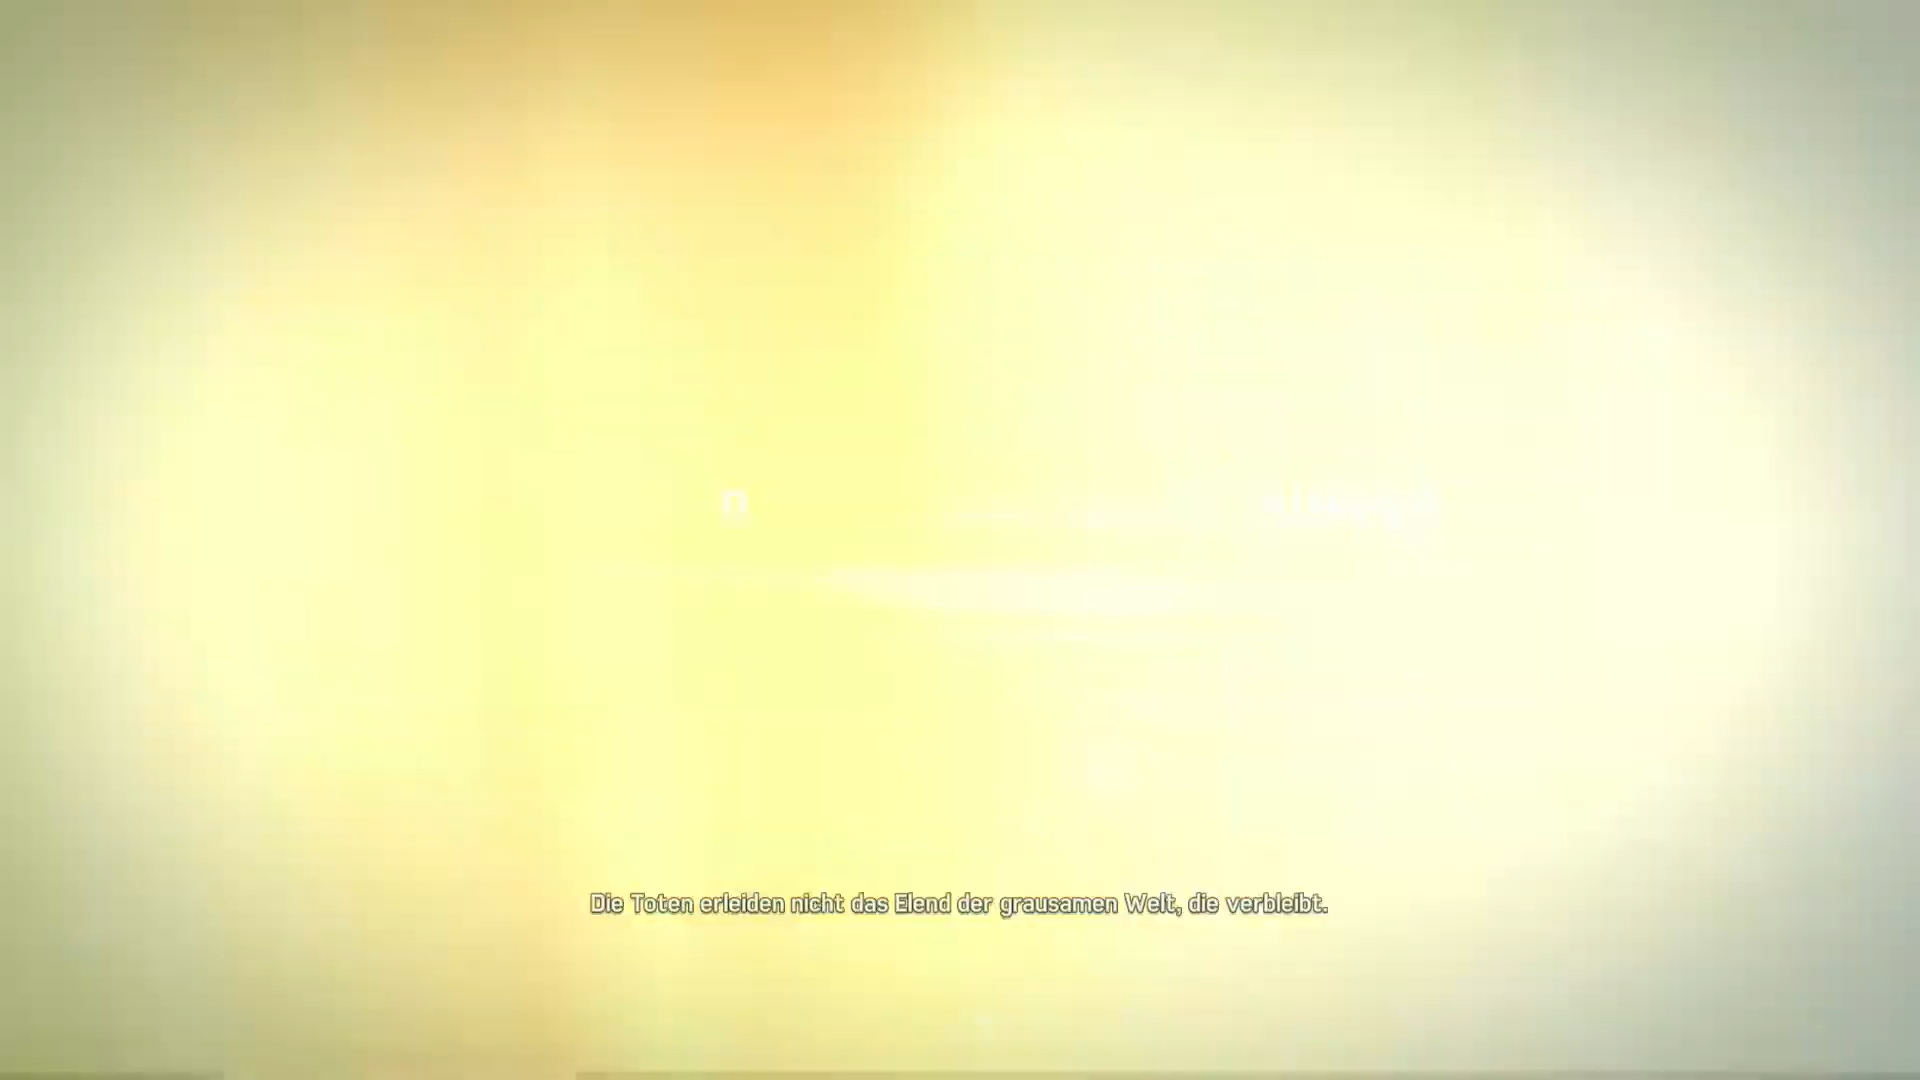 Die Toten erleiden nicht das Elend der grausamen Welt, die verbleibt.